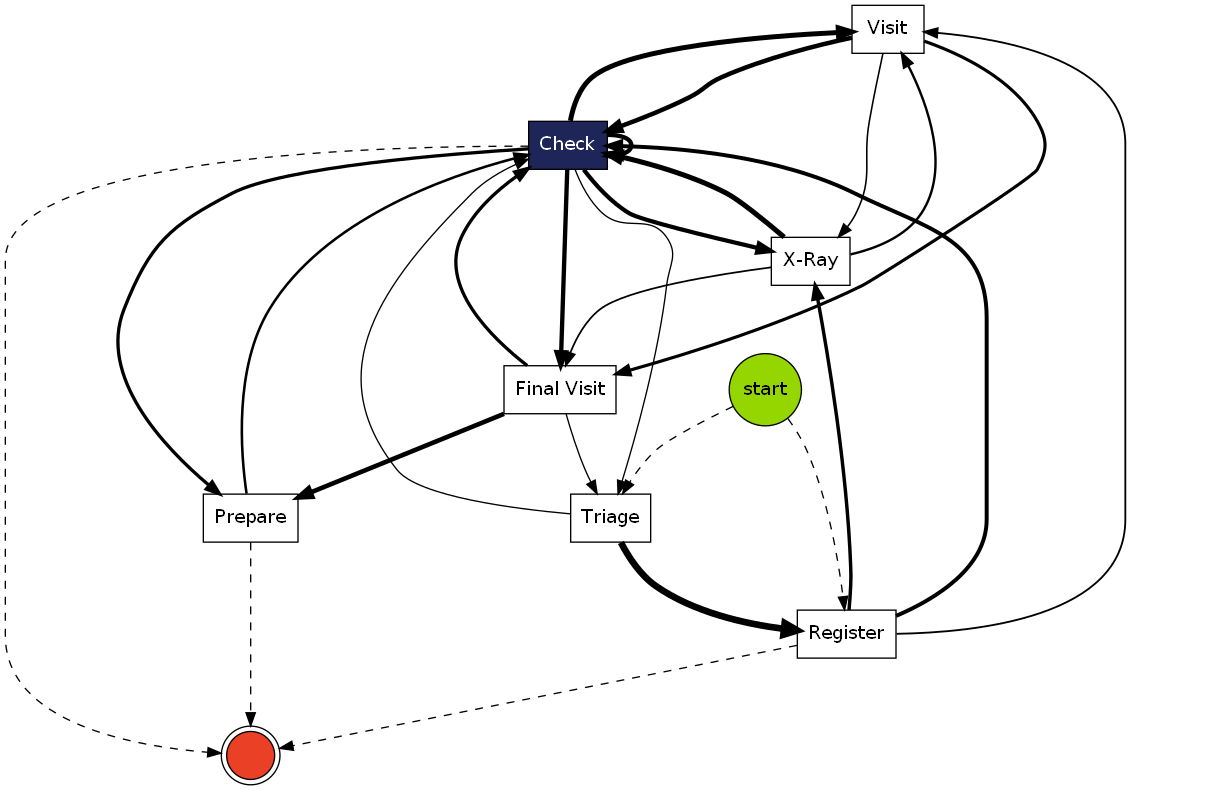 Visit
Check
X-Ray
Final Visit
start
Prepare
Triage
Register